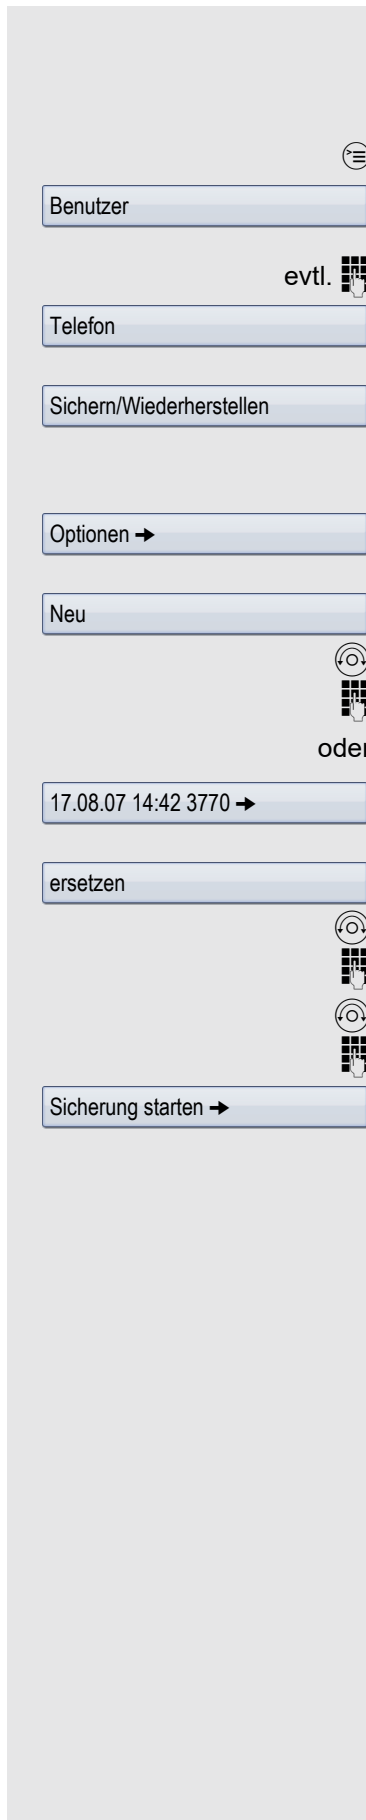 Benutzer
evtl.
Telefon
Sichern/Wiederherstellen
Optionen →
Neu
oder
17.08.07 14:42 3770 →
ersetzen
Sicherung starten →